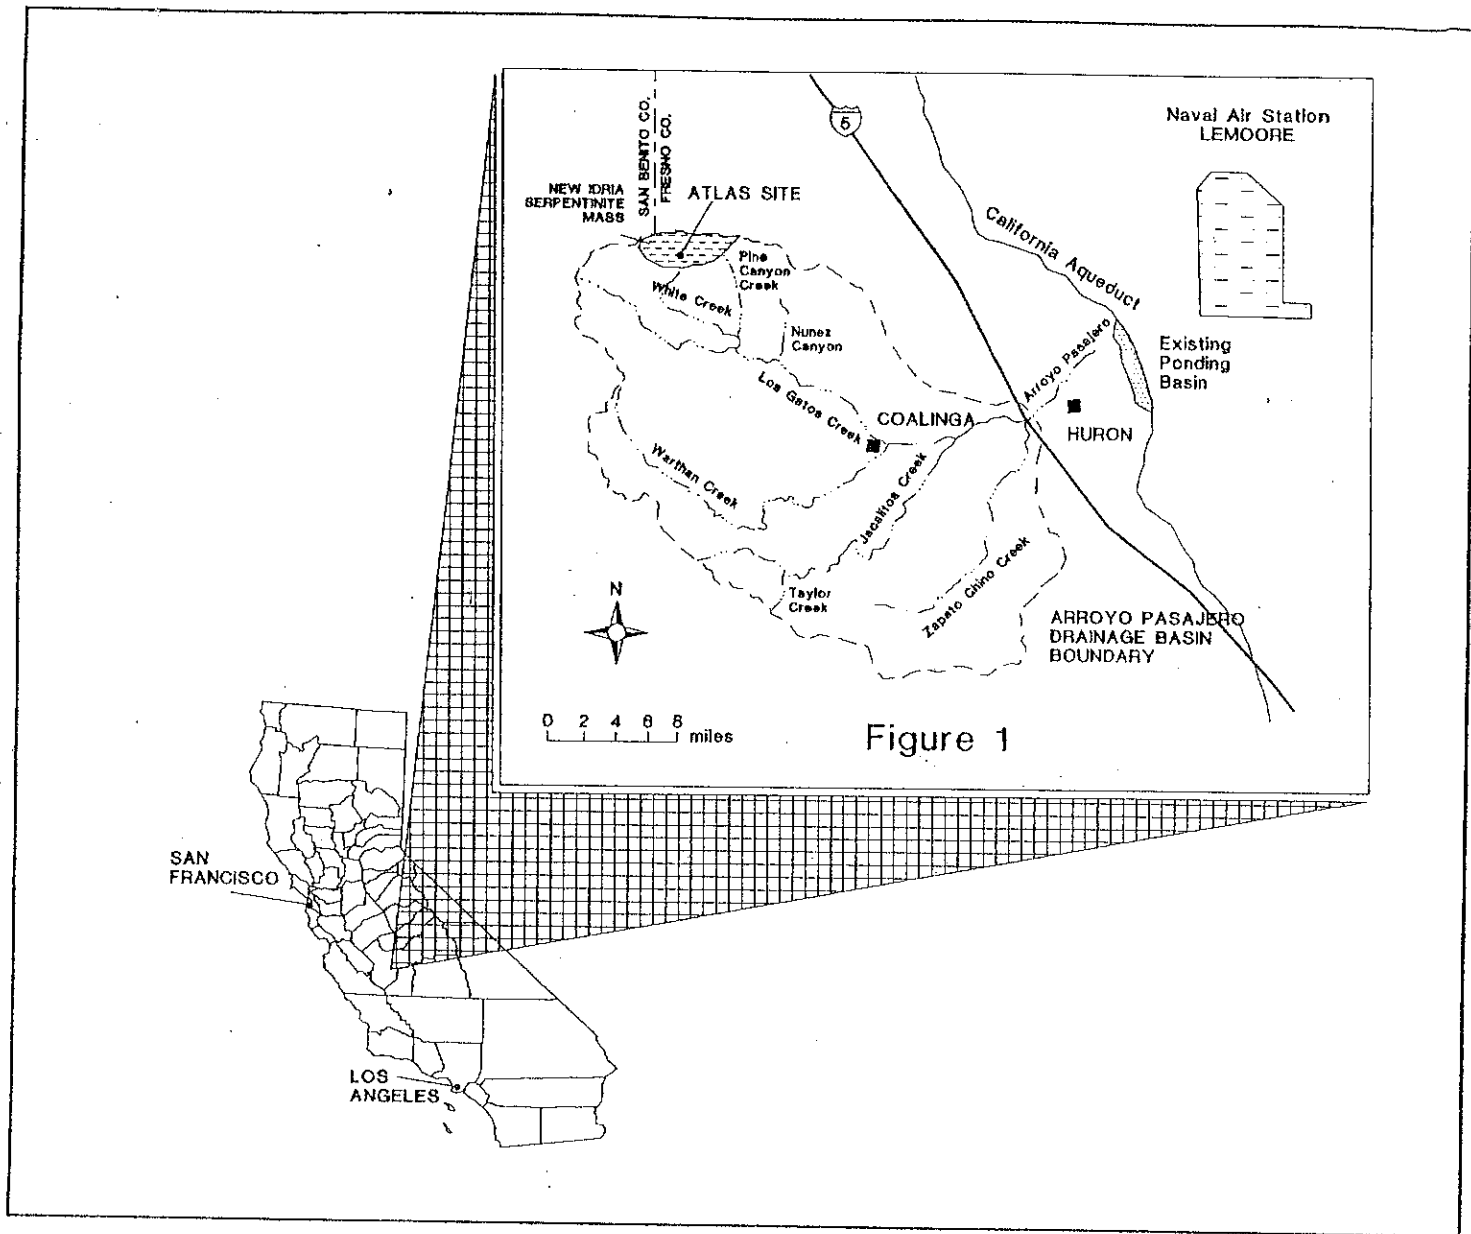 SAN BENITO CO.
FRESNO CO.
5
Naval Air Station
LEMOORE
NEW IDRIA
SERPENTINITE
MASS
ATLAS SITE
California Aqueduct
Pine
Canyon
Creek
White Creek
Nunez
Canyon
Arroyo Pasajero
Existing
Ponding
Basin
Los Gatos Creek
COALINGA
HURON
Warthan Creek
Jacalitos Creek
Zapato Chino Creek
Taylor
Creek
N
ARROYO PASAJERO
DRAINAGE BASIN
BOUNDARY
0 2 4 6 8
miles
Figure 1
SAN
FRANCISCO
LOS
ANGELES